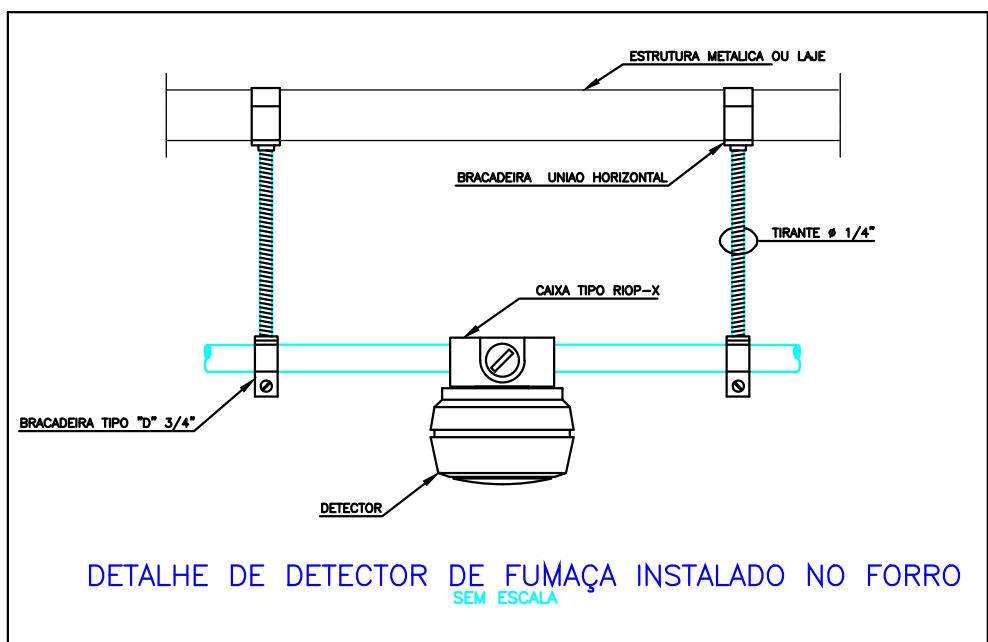 ESTRUTURA METALICA OU LAJE
BRACADEIRA UNIAO HORIZONTAL
TIRANTE ø 1/4"
CAIXA TIPO RIOP-X
BRACADEIRA TIPO "D" 3/4"
DETECTOR
DETALHE DE DETECTOR DE FUMAÇA INSTALADO NO FORRO
SEM ESCALA